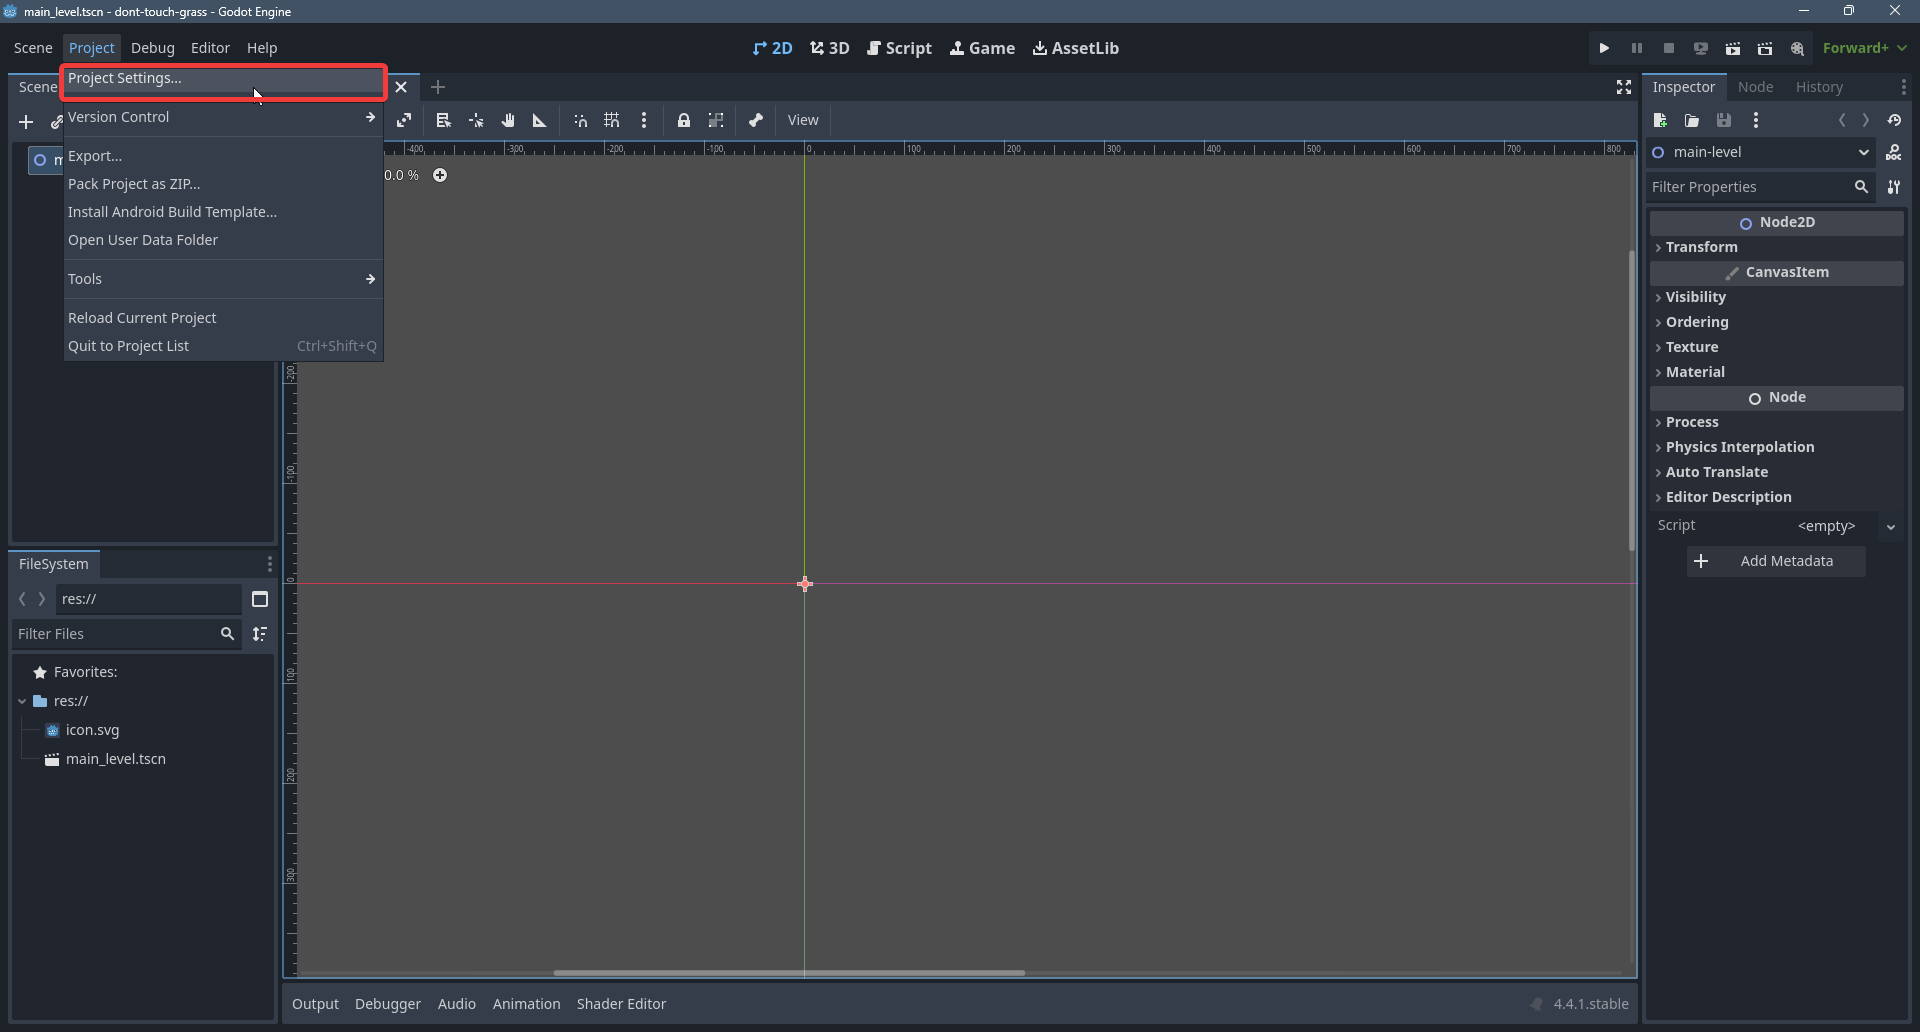 main_level.tscn - dont-touch-grass - Godot Engine
Scene Project Debug Editor Help
2D 3D Script Game AssetLib
Forward+
Project Settings...
Version Control
Export...
Pack Project as ZIP...
Install Android Build Template...
Open User Data Folder
Tools
Reload Current Project
Quit to Project List Ctrl+Shift+Q
Scene
m
View
-400 -300 -200 -100 0 100 200 300 400 500 600 700 800
0.0 %
-200
-100
0
100
200
300
FileSystem
res://
Filter Files
Favorites:
res://
icon.svg
main_level.tscn
Output Debugger Audio Animation Shader Editor
4.4.1.stable
Inspector Node History
main-level
DOC
Filter Properties
Node2D
Transform
CanvasItem
Visibility
Ordering
Texture
Material
Node
Process
Physics Interpolation
Auto Translate
Editor Description
Script <empty>
Add Metadata